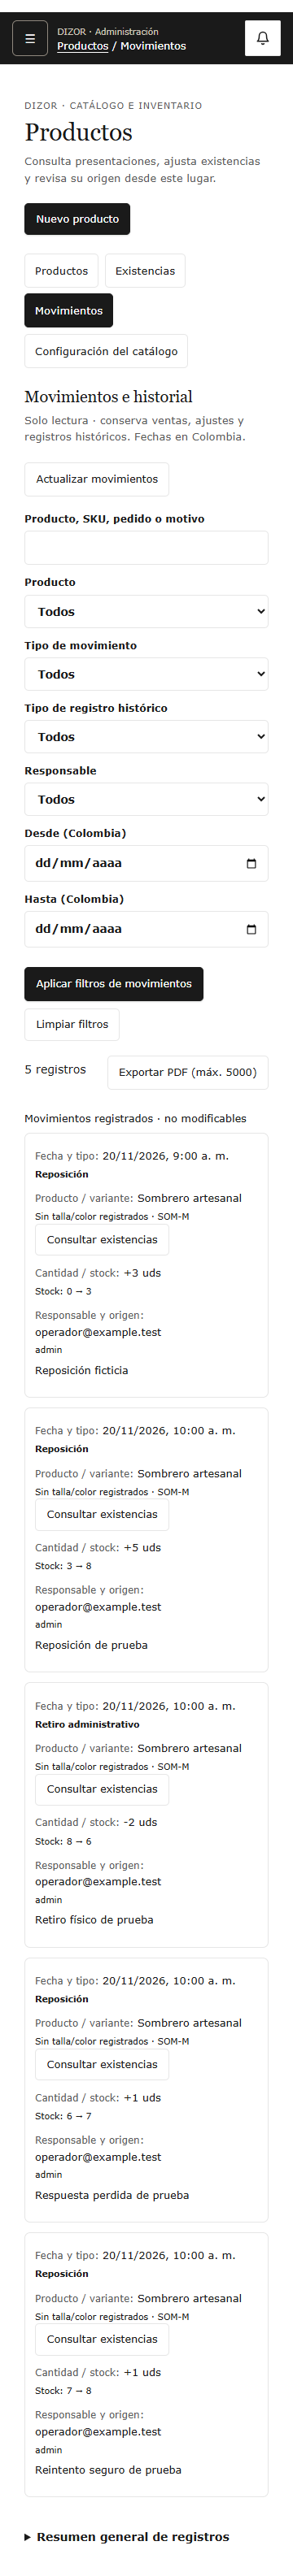 DIZOR · Administración
Productos / Movimientos
DIZOR · CATÁLOGO E INVENTARIO
Productos
Consulta presentaciones, ajusta existencias
y revisa su origen desde este lugar.
Nuevo producto
Productos
Existencias
Movimientos
Configuración del catálogo
Movimientos e historial
Solo lectura · conserva ventas, ajustes y
registros históricos. Fechas en Colombia.
Actualizar movimientos
Producto, SKU, pedido o motivo
Producto
Todos
Tipo de movimiento
Todos
Tipo de registro histórico
Todos
Responsable
Todos
Desde (Colombia)
dd/mm/aaaa
Hasta (Colombia)
dd/mm/aaaa
Aplicar filtros de movimientos
Limpiar filtros
5 registros
Exportar PDF (máx. 5000)
Movimientos registrados · no modificables
Fecha y tipo: 20/11/2026, 9:00 a. m.
Reposición
Producto / variante: Sombrero artesanal
Sin talla/color registrados · SOM-M
Consultar existencias
Cantidad / stock: +3 uds
Stock: 0 → 3
Responsable y origen:
operador@example.test
admin
Reposición ficticia
Fecha y tipo: 20/11/2026, 10:00 a. m.
Reposición
Producto / variante: Sombrero artesanal
Sin talla/color registrados · SOM-M
Consultar existencias
Cantidad / stock: +5 uds
Stock: 3 → 8
Responsable y origen:
operador@example.test
admin
Reposición de prueba
Fecha y tipo: 20/11/2026, 10:00 a. m.
Retiro administrativo
Producto / variante: Sombrero artesanal
Sin talla/color registrados · SOM-M
Consultar existencias
Cantidad / stock: -2 uds
Stock: 8 → 6
Responsable y origen:
operador@example.test
admin
Retiro físico de prueba
Fecha y tipo: 20/11/2026, 10:00 a. m.
Reposición
Producto / variante: Sombrero artesanal
Sin talla/color registrados · SOM-M
Consultar existencias
Cantidad / stock: +1 uds
Stock: 6 → 7
Responsable y origen:
operador@example.test
admin
Respuesta perdida de prueba
Fecha y tipo: 20/11/2026, 10:00 a. m.
Reposición
Producto / variante: Sombrero artesanal
Sin talla/color registrados · SOM-M
Consultar existencias
Cantidad / stock: +1 uds
Stock: 7 → 8
Responsable y origen:
operador@example.test
admin
Reintento seguro de prueba
Resumen general de registros